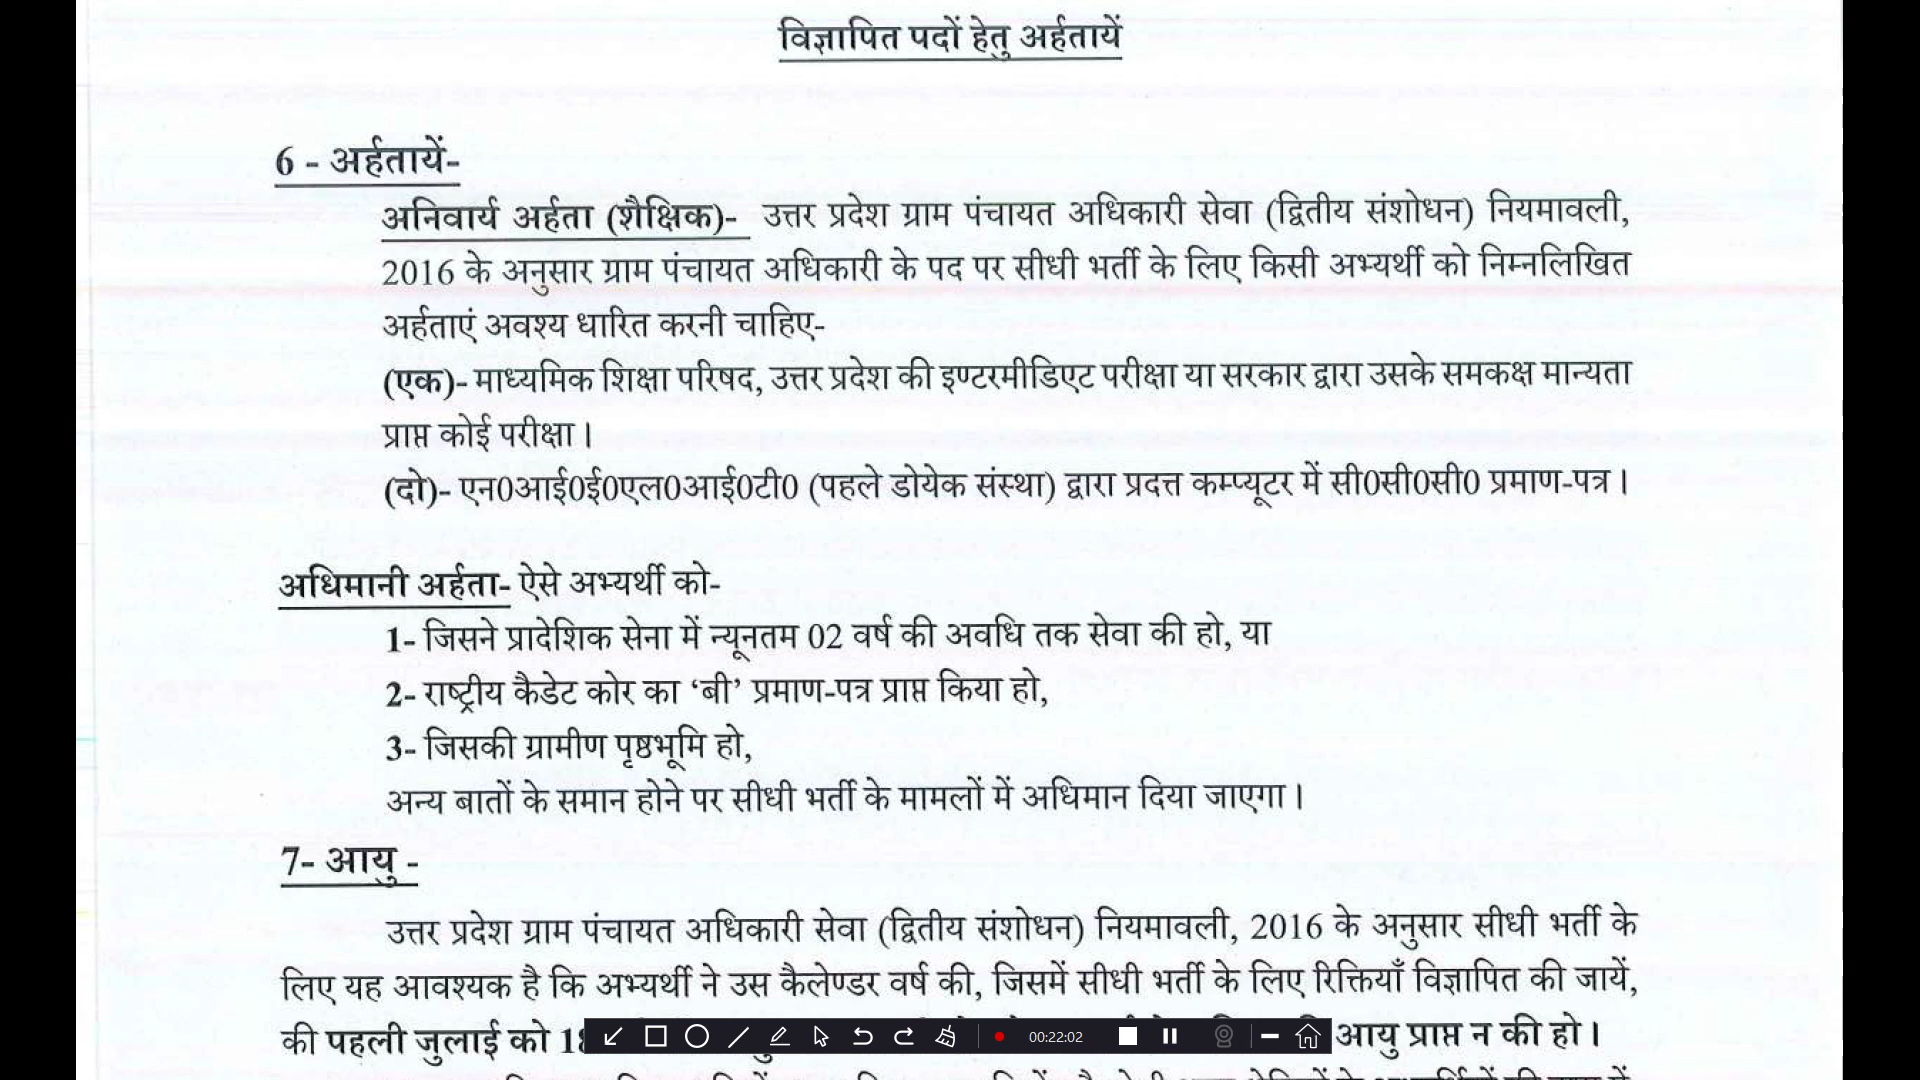 विज्ञापित पदों हेतु अर्हतायें
6 - अर्हतायें-
अनिवार्य अर्हता (शैक्षिक)- उत्तर प्रदेश ग्राम पंचायत अधिकारी सेवा (द्वितीय संशोधन) नियमावली,
2016 के अनुसार ग्राम पंचायत अधिकारी के पद पर सीधी भर्ती के लिए किसी अभ्यर्थी को निम्नलिखित
अर्हताएं अवश्य धारित करनी चाहिए-
(एक)- माध्यमिक शिक्षा परिषद, उत्तर प्रदेश की इण्टरमीडिएट परीक्षा या सरकार द्वारा उसके समकक्ष मान्यता
प्राप्त कोई परीक्षा।
(दो)- एन0आई0ई0एल0आई0टी0 (पहले डोयेक संस्था) द्वारा प्रदत्त कम्प्यूटर में सी0सी0सी0 प्रमाण-पत्र।
अधिमानी अर्हता- ऐसे अभ्यर्थी को-
1- जिसने प्रादेशिक सेना में न्यूनतम 02 वर्ष की अवधि तक सेवा की हो, या
2- राष्ट्रीय कैडेट कोर का ‘बी’ प्रमाण-पत्र प्राप्त किया हो,
3- जिसकी ग्रामीण पृष्ठभूमि हो,
अन्य बातों के समान होने पर सीधी भर्ती के मामलों में अधिमान दिया जाएगा।
7- आयु -
उत्तर प्रदेश ग्राम पंचायत अधिकारी सेवा (द्वितीय संशोधन) नियमावली, 2016 के अनुसार सीधी भर्ती के
लिए यह आवश्यक है कि अभ्यर्थी ने उस कैलेण्डर वर्ष की, जिसमें सीधी भर्ती के लिए रिक्तियाँ विज्ञापित की जायें,
की पहली जुलाई को आयु प्राप्त न की हो।
00:22:02